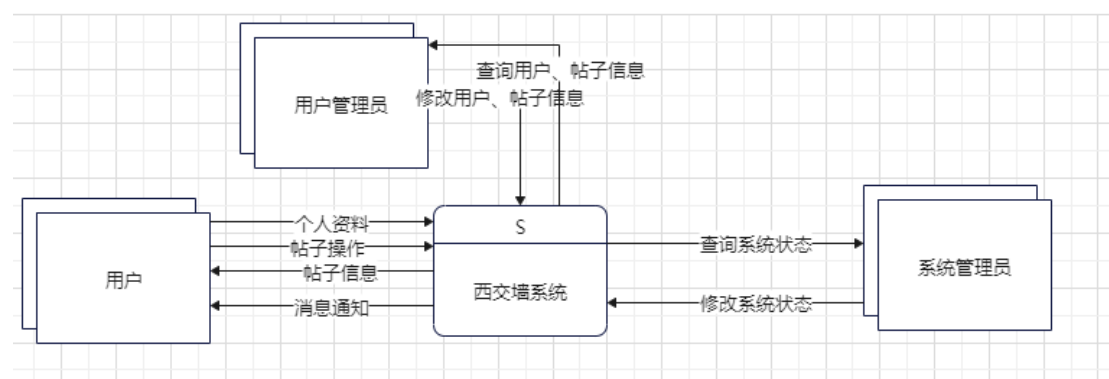 查询用户、帖子信息
修改用户、帖子信息
用户管理员
个人资料
S
帖子操作
查询系统状态
帖子信息
用户
西交墙系统
系统管理员
消息通知
修改系统状态